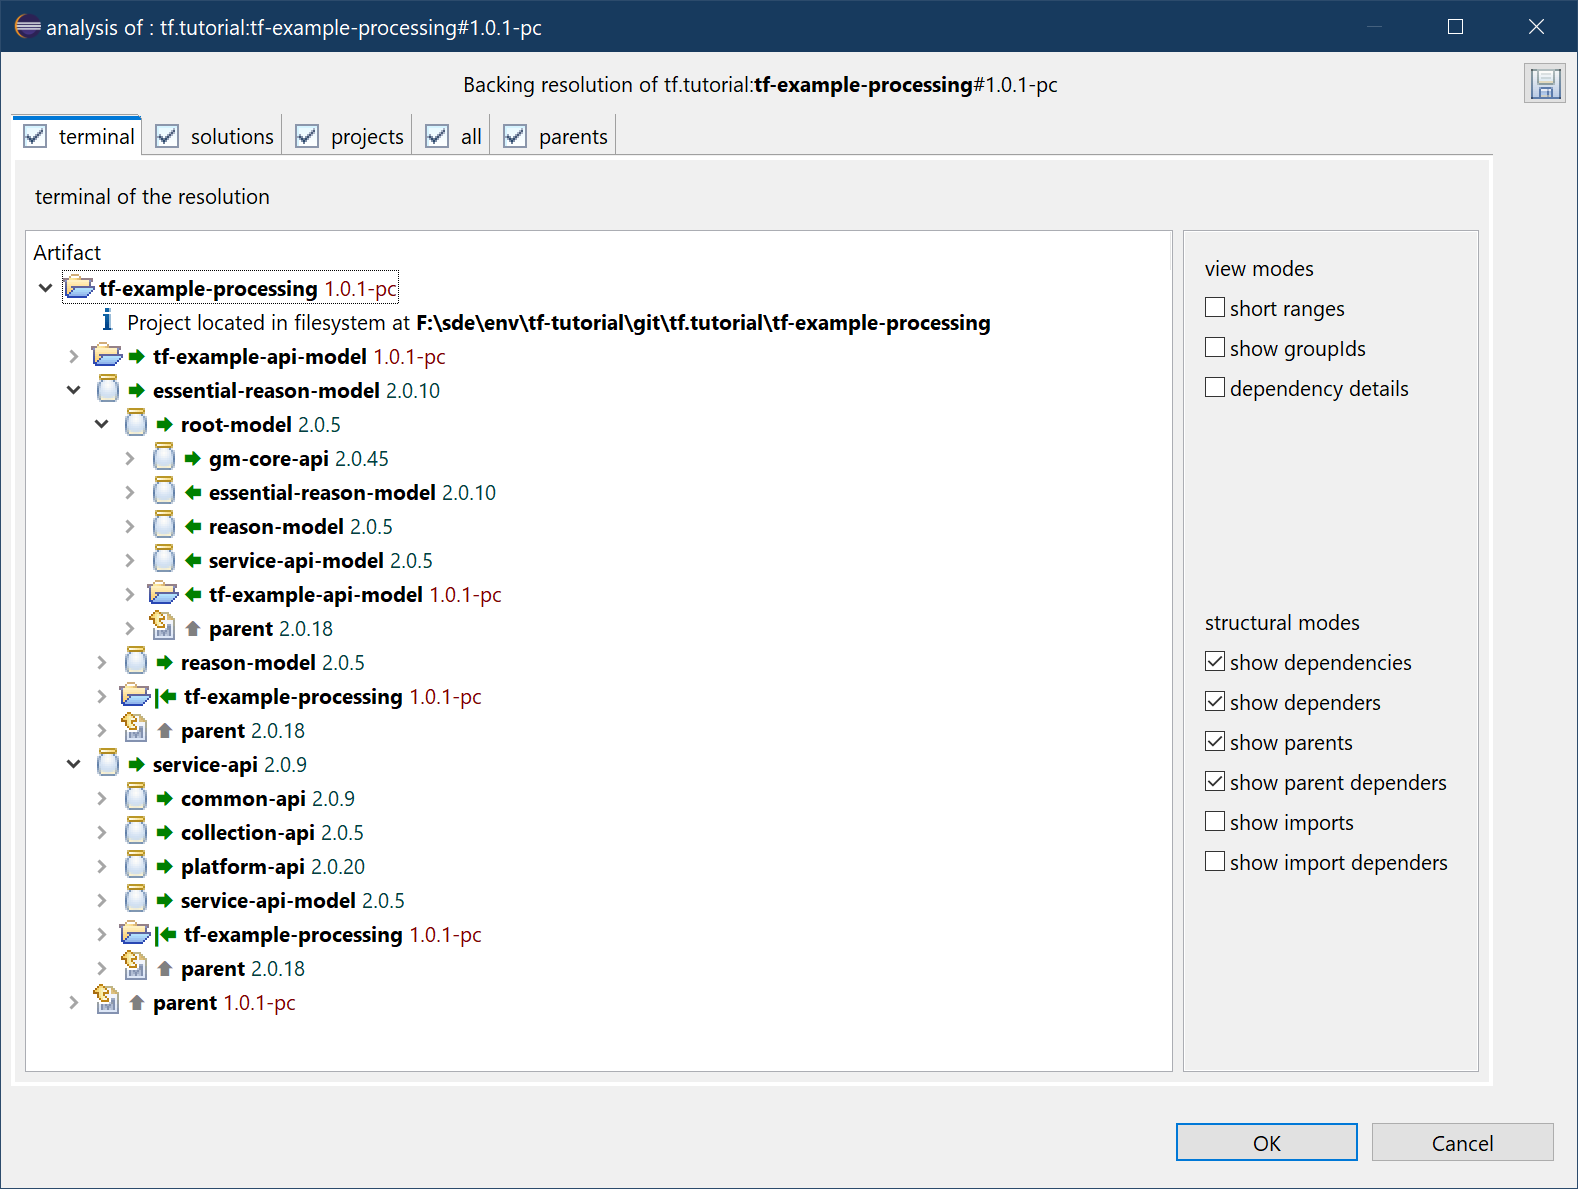 analysis of : tf.tutorial:tf-example-processing#1.0.1-pc
Backing resolution of tf.tutorial:tf-example-processing#1.0.1-pc
terminal solutions projects all parents
terminal of the resolution
Artifact
tf-example-processing 1.0.1-pc
Project located in filesystem at F:\sde\env\tf-tutorial\git\tf.tutorial\tf-example-processing
tf-example-api-model 1.0.1-pc
essential-reason-model 2.0.10
root-model 2.0.5
gm-core-api 2.0.45
essential-reason-model 2.0.10
reason-model 2.0.5
service-api-model 2.0.5
tf-example-api-model 1.0.1-pc
parent 2.0.18
reason-model 2.0.5
tf-example-processing 1.0.1-pc
parent 2.0.18
service-api 2.0.9
common-api 2.0.9
collection-api 2.0.5
platform-api 2.0.20
service-api-model 2.0.5
tf-example-processing 1.0.1-pc
parent 2.0.18
parent 1.0.1-pc
view modes
short ranges
show groupIds
dependency details
structural modes
show dependencies
show dependers
show parents
show parent dependers
show imports
show import dependers
OK Cancel